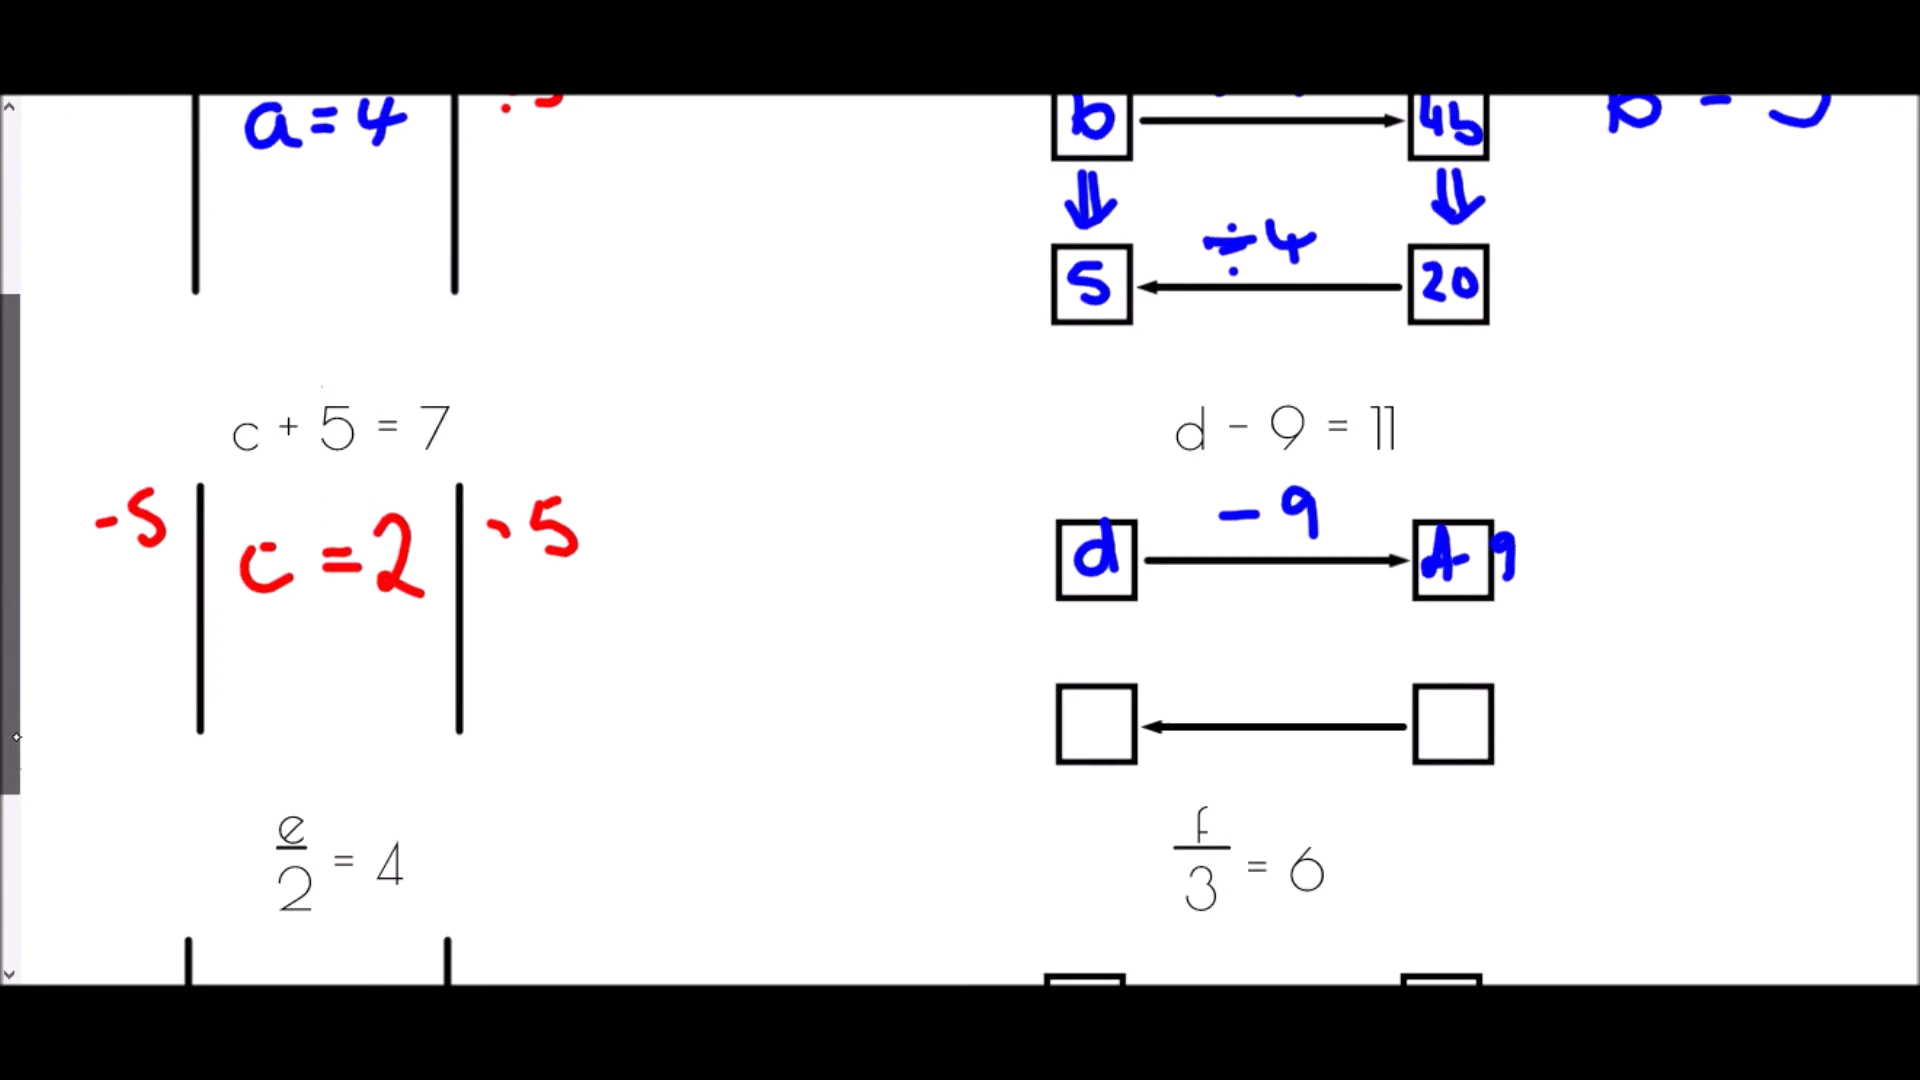 a = 4
b
4b
÷4
5
20
c + 5 = 7
-5
c = 2
-5
d - 9 = 11
- 9
d
d-9
e/2 = 4
f/3 = 6